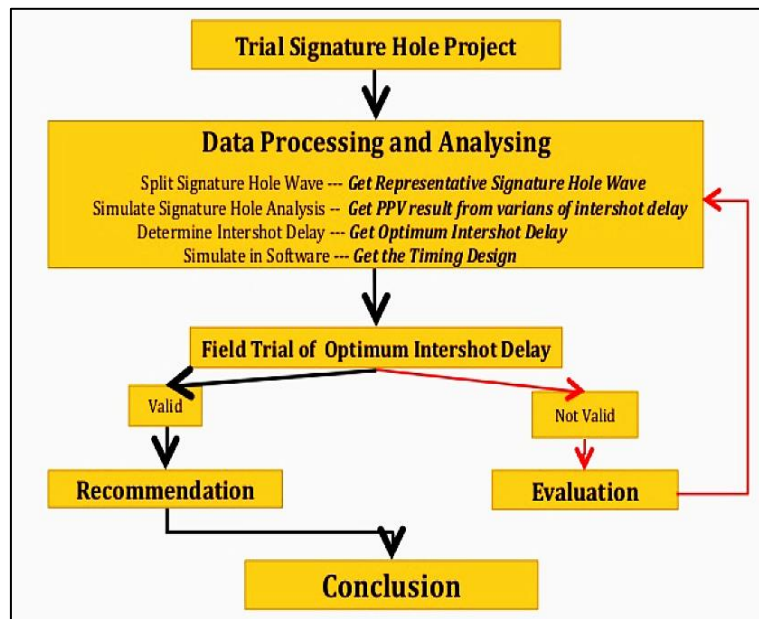 Trial Signature Hole Project
Data Processing and Analysing
Split Signature Hole Wave --- Get Representative Signature Hole Wave
Simulate Signature Hole Analysis -- Get PPV result from varians of intershot delay
Determine Intershot Delay --- Get Optimum Intershot Delay
Simulate in Software --- Get the Timing Design
Field Trial of Optimum Intershot Delay
Valid
Not Valid
Recommendation
Evaluation
Conclusion